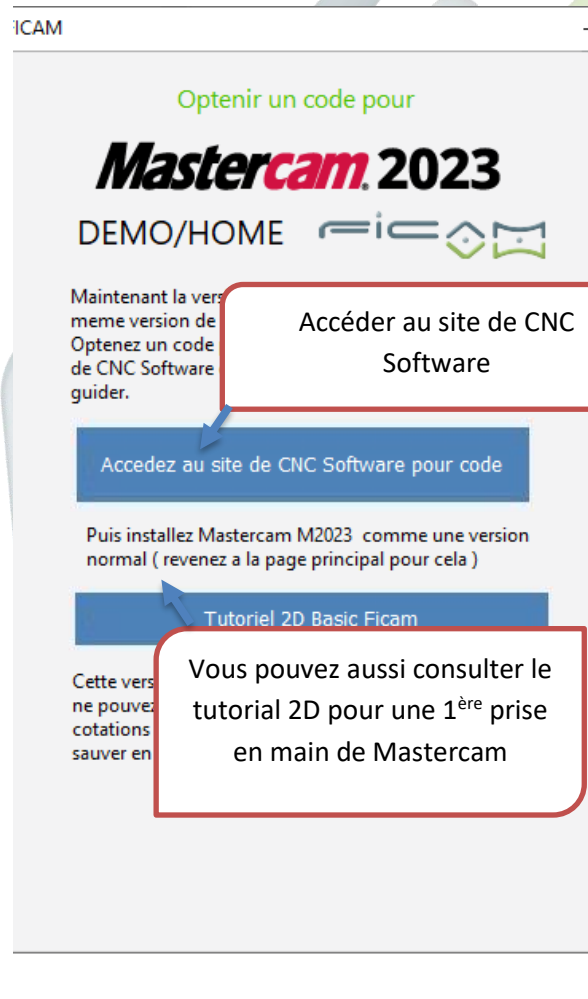 FICAM
Optenir un code pour
Mastercam 2023
DEMO/HOME FICAM
Maintenant la vers
meme version de
Optenez un code
de CNC Software
guider.
Accéder au site de CNC
Software
Accedez au site de CNC Software pour code
Puis installez Mastercam M2023 comme une version
normal ( revenez a la page principal pour cela )
Tutoriel 2D Basic Ficam
Vous pouvez aussi consulter le
tutorial 2D pour une 1ère prise
en main de Mastercam
Cette vers
ne pouvez
cotations
sauver en